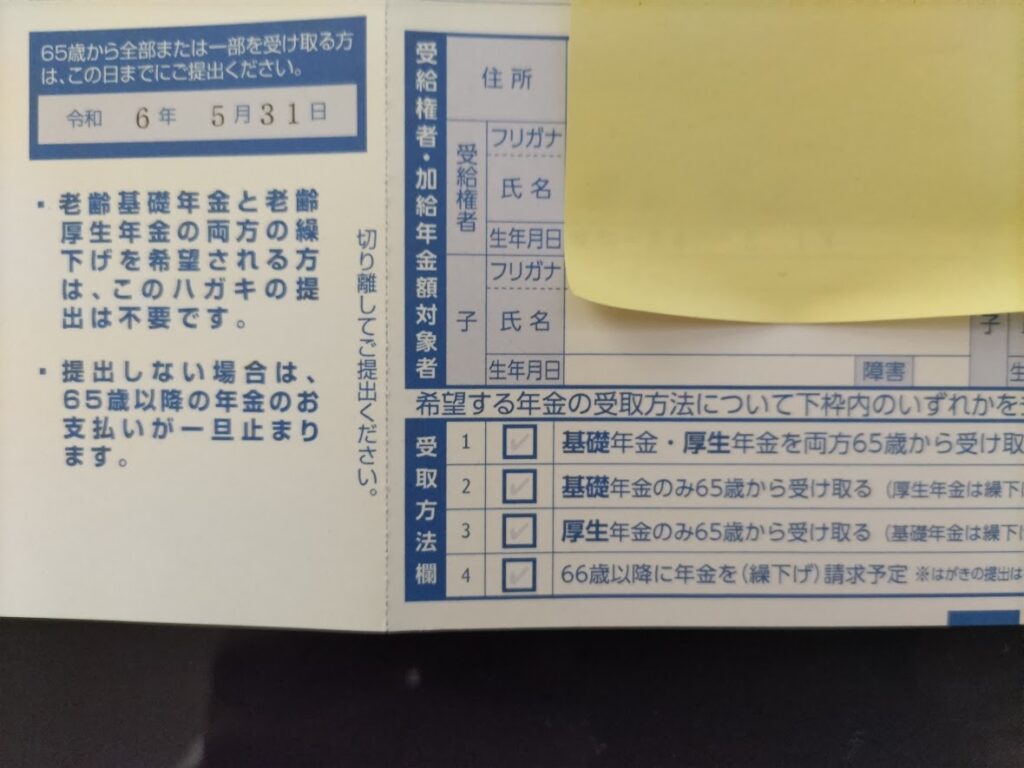 65歳から全部または一部を受け取る方
は、この日までにご提出ください。
令和 6年 5月31日
▪ 老齢基礎年金と老齢
厚生年金の両方の繰
下げを希望される方
は、このハガキの提
出は不要です。
▪ 提出しない場合は、
65歳以降の年金のお
支払いが一旦止まり
ます。
切り離してご提出ください。
受給権者・加給年金額対象者
住所
受給権者
フリガナ
氏名
生年月日
子
フリガナ
氏名
生年月日
障害
子
生
希望する年金の受取方法について下枠内のいずれかを
受取方法欄
1 基礎年金・厚生年金を両方65歳から受け取
2 基礎年金のみ65歳から受け取る（厚生年金は繰下げ
3 厚生年金のみ65歳から受け取る（基礎年金は繰下げ
4 66歳以降に年金を（繰下げ）請求予定 ※はがきの提出は